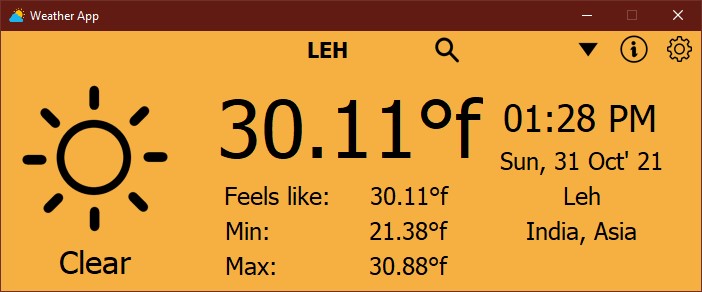 Weather App
LEH
30.11°f
01:28 PM
Sun, 31 Oct' 21
Feels like: 30.11°f
Leh
Min: 21.38°f
India, Asia
Max: 30.88°f
Clear